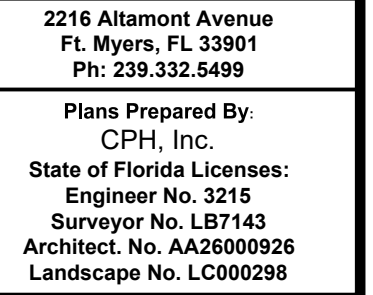 2216 Altamont Avenue
Ft. Myers, FL 33901
Ph: 239.332.5499
Plans Prepared By:
CPH, Inc.
State of Florida Licenses:
Engineer No. 3215
Surveyor No. LB7143
Architect. No. AA26000926
Landscape No. LC000298